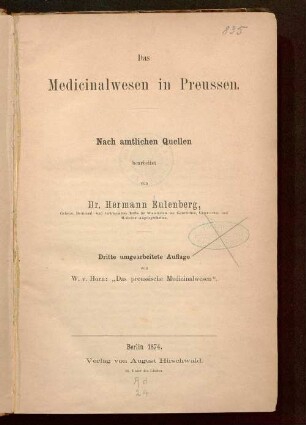 835
Das
Medicinalwesen in Preussen.
Nach amtlichen Quellen
bearbeitet
von
Dr. Hermann Eulenberg,
Dritte umgearbeitete Auflage
von
W. v. Horn: „Das preussische Medicinalwesen".
Berlin 1874.
Verlag von August Hirschwald.